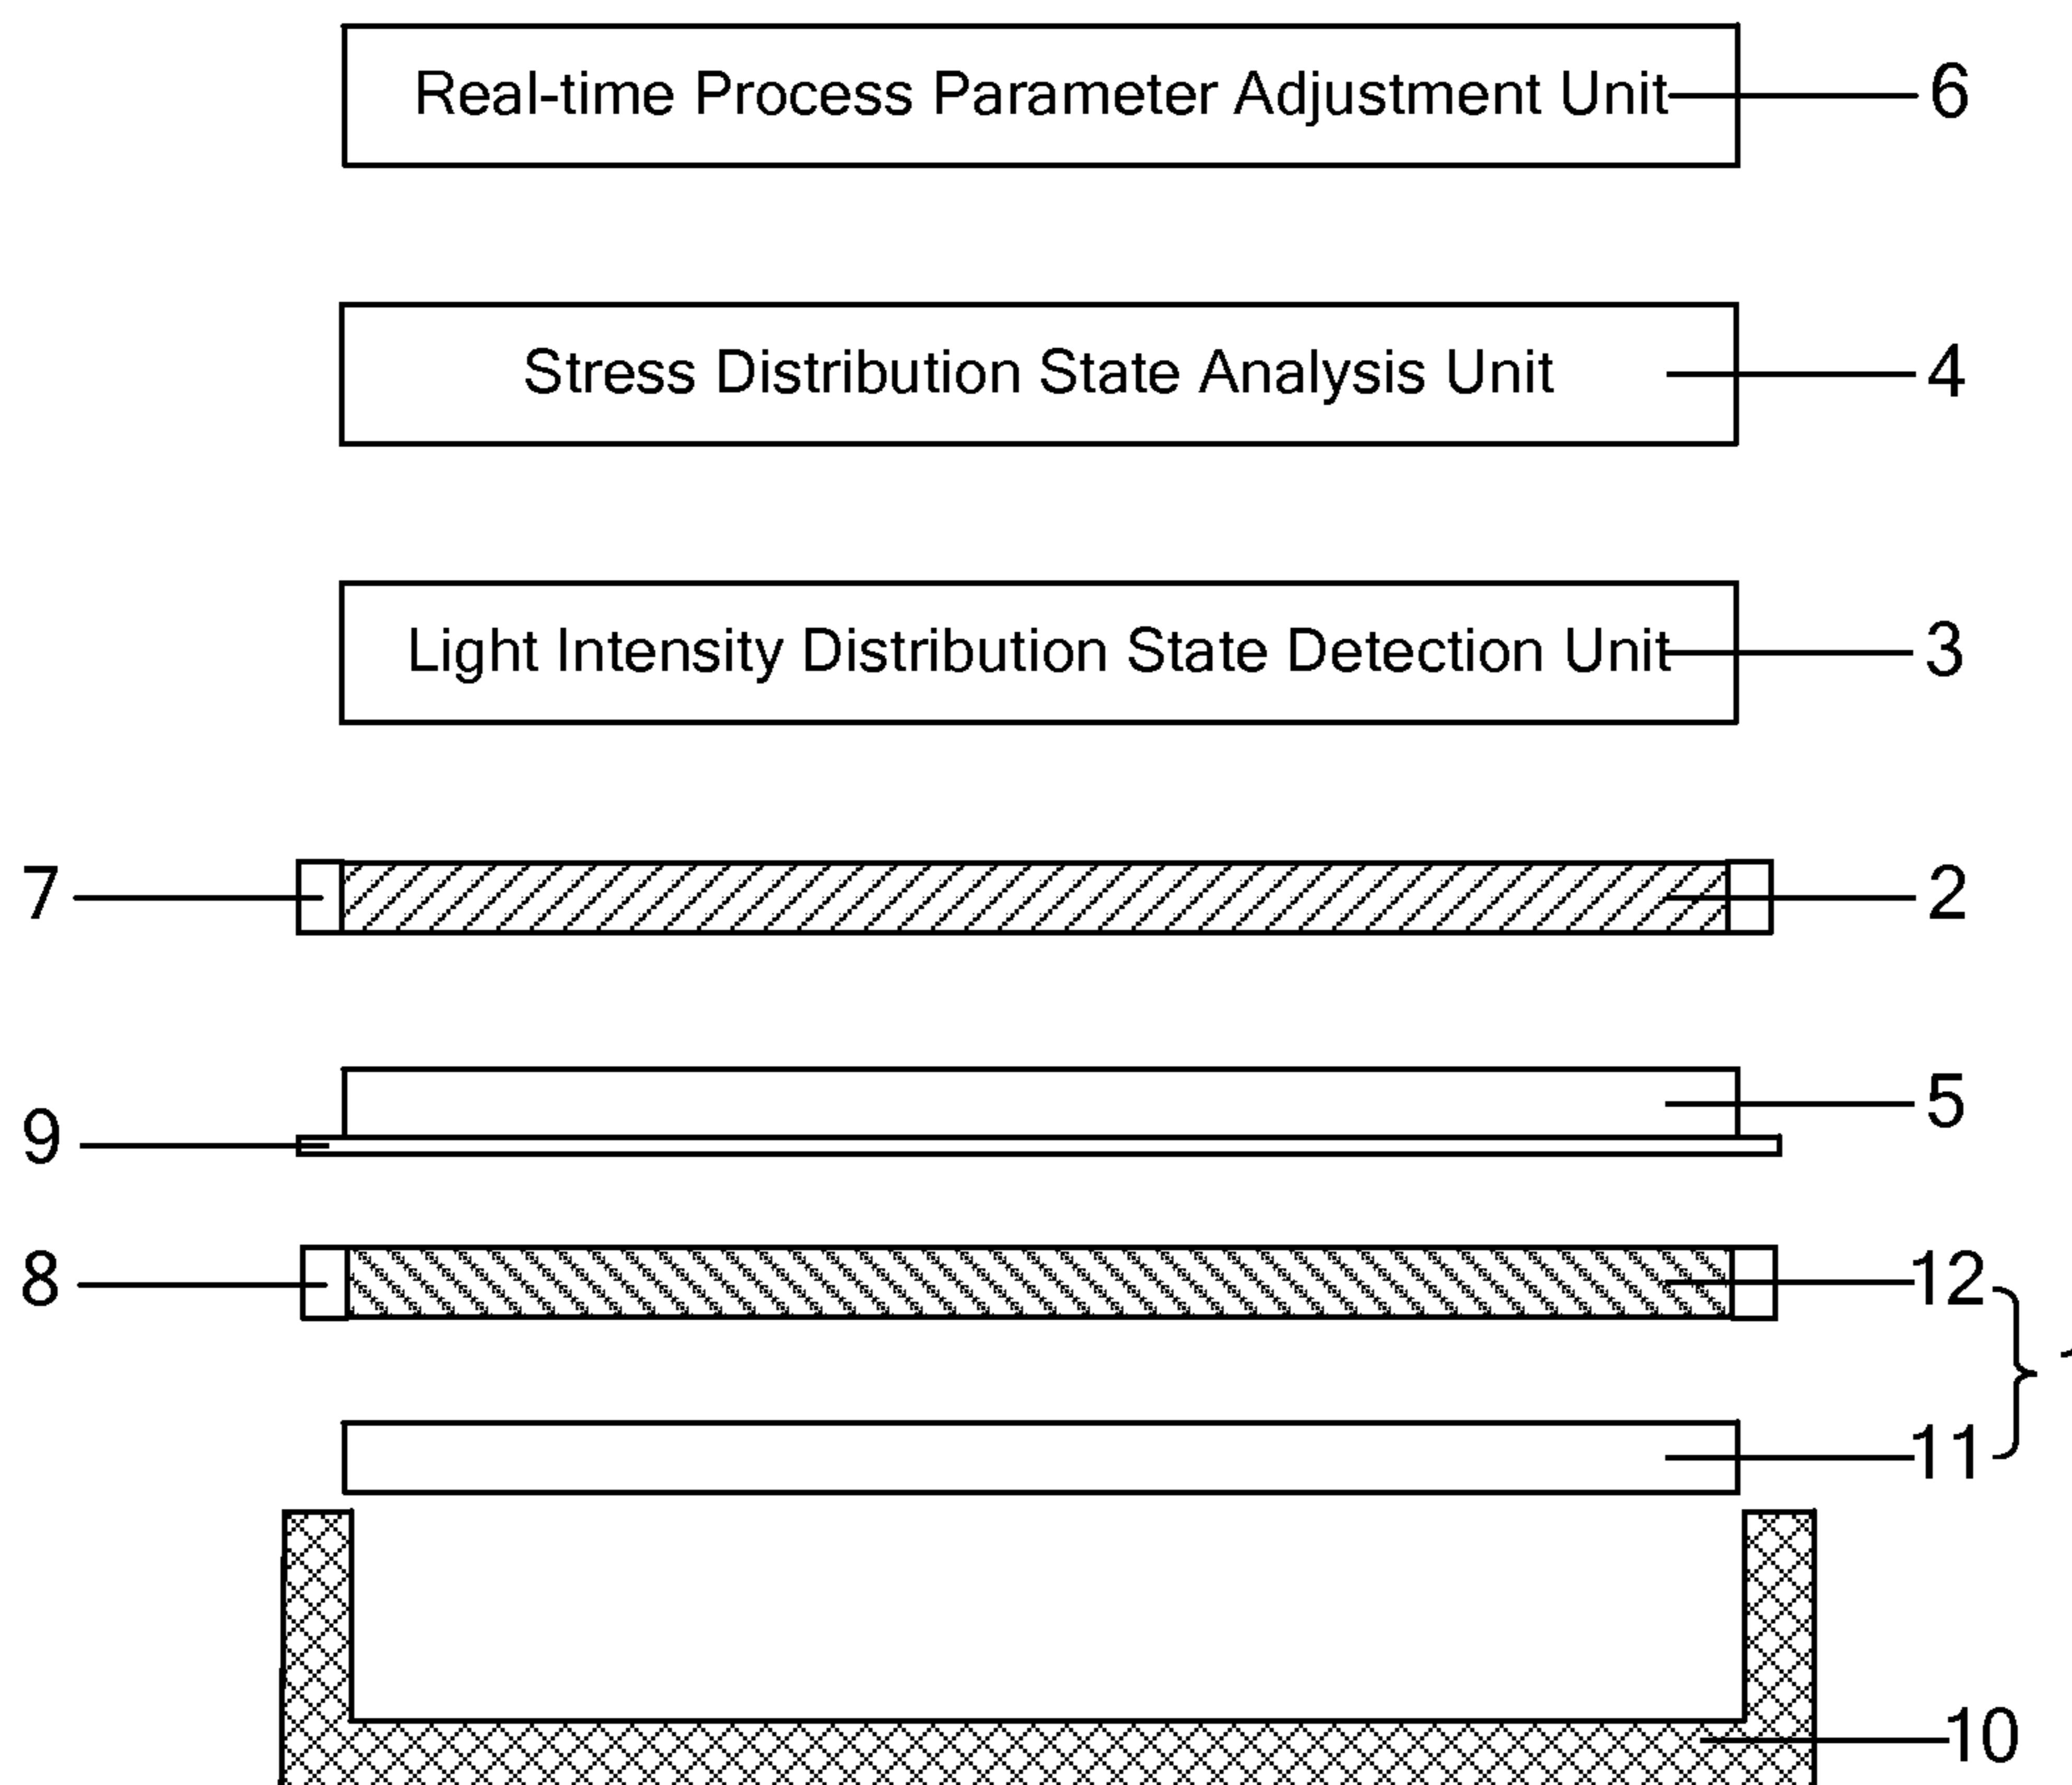 Real-time Process Parameter Adjustment Unit 6
Stress Distribution State Analysis Unit 4
Light Intensity Distribution State Detection Unit 3
7 2
5
9
8 12
11
10